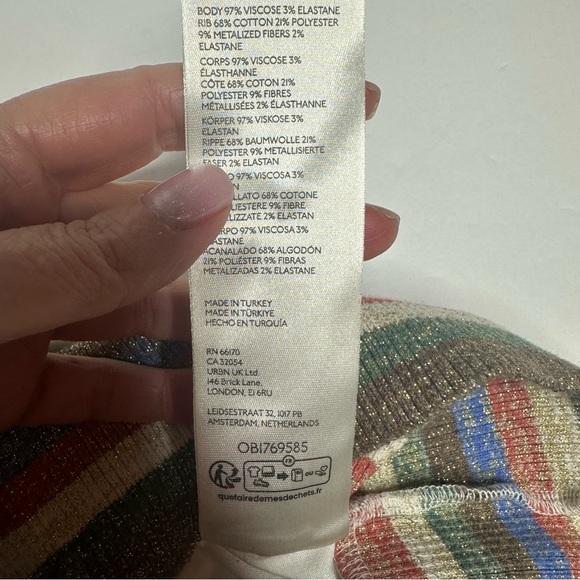 BODY 97% VISCOSE 3% ELASTANE
RIB 68% COTTON 21% POLYESTER
9% METALIZED FIBERS 2%
ELASTANE
CORPS 97% VISCOSE 3%
ÉLASTHANNE
CÔTE 68% COTON 21%
POLYESTER 9% FIBRES
MÉTALLISÉES 2% ÉLASTHANNE
KÖRPER 97% VISKOSE 3%
ELASTAN
RIPPE 68% BAUMWOLLE 21%
POLYESTER 9% METALLISIERTE
FASER 2% ELASTAN
97% VISCOSA 3%
68% COTONE
9% FIBRE
2% ELASTAN
97% VISCOSA 3%
ACANALADO 68% ALGODÓN
21% POLIÉSTER 9% FIBRAS
METALIZADAS 2% ELASTANE
MADE IN TURKEY
MADE IN TÜRKIYE
HECHO EN TURQUÍA
RN 66170
CA 32054
URBN UK Ltd.
146 Brick Lane,
LONDON, E1 6RU
LEIDSESTRAAT 32, 1017 PB
AMSTERDAM, NETHERLANDS
OB1769585
FR
quefairedemesdechets.fr